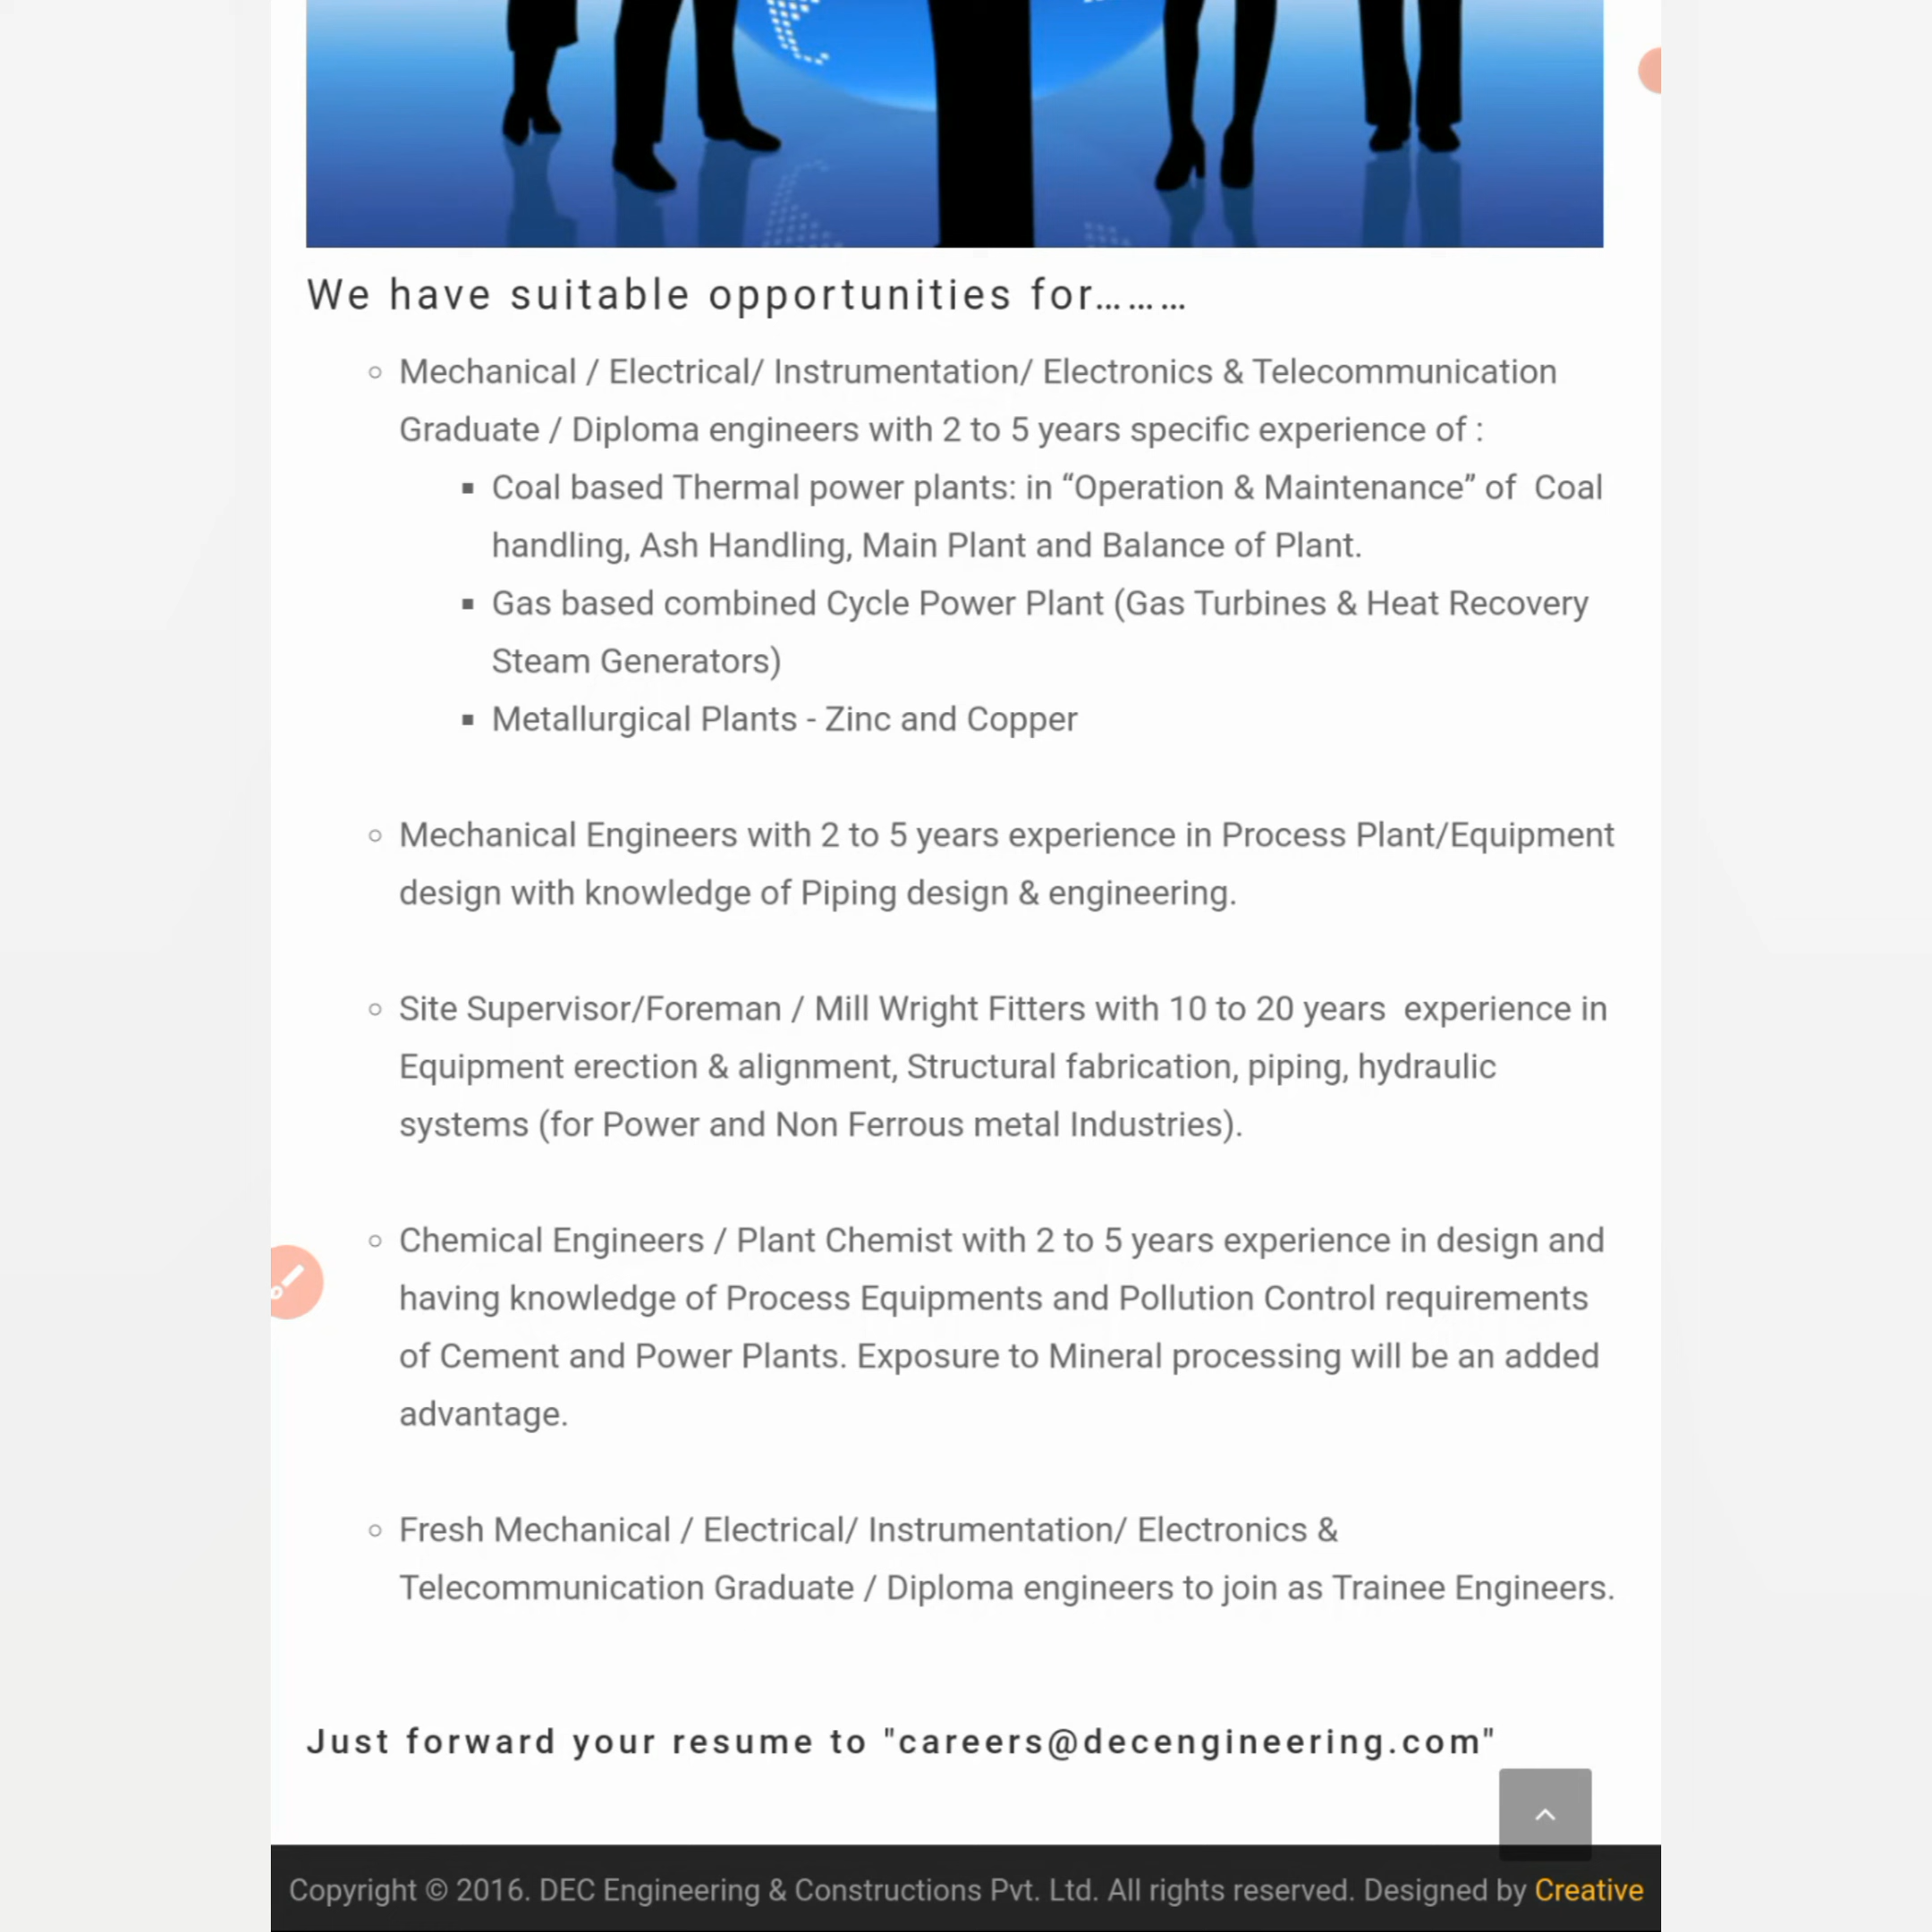 We have suitable opportunities for………
Mechanical / Electrical/ Instrumentation/ Electronics & Telecommunication
Graduate / Diploma engineers with 2 to 5 years specific experience of :
Coal based Thermal power plants: in “Operation & Maintenance” of  Coal
handling, Ash Handling, Main Plant and Balance of Plant.
Gas based combined Cycle Power Plant (Gas Turbines & Heat Recovery
Steam Generators)
Metallurgical Plants - Zinc and Copper
Mechanical Engineers with 2 to 5 years experience in Process Plant/Equipment
design with knowledge of Piping design & engineering.
Site Supervisor/Foreman / Mill Wright Fitters with 10 to 20 years  experience in
Equipment erection & alignment, Structural fabrication, piping, hydraulic
systems (for Power and Non Ferrous metal Industries).
Chemical Engineers / Plant Chemist with 2 to 5 years experience in design and
having knowledge of Process Equipments and Pollution Control requirements
of Cement and Power Plants. Exposure to Mineral processing will be an added
advantage.
Fresh Mechanical / Electrical/ Instrumentation/ Electronics &
Telecommunication Graduate / Diploma engineers to join as Trainee Engineers.
Just forward your resume to "careers@decengineering.com"
Copyright © 2016. DEC Engineering & Constructions Pvt. Ltd. All rights reserved. Designed by Creative